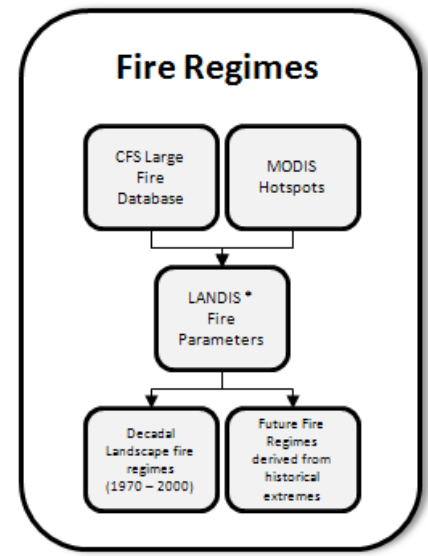 Fire Regimes
CFS Large
Fire
Database
MODIS
Hotspots
LANDIS *
Fire
Parameters
Decadal
Landscape fire
regimes
(1970 – 2000)
Future Fire
Regimes
derived from
historical
extremes